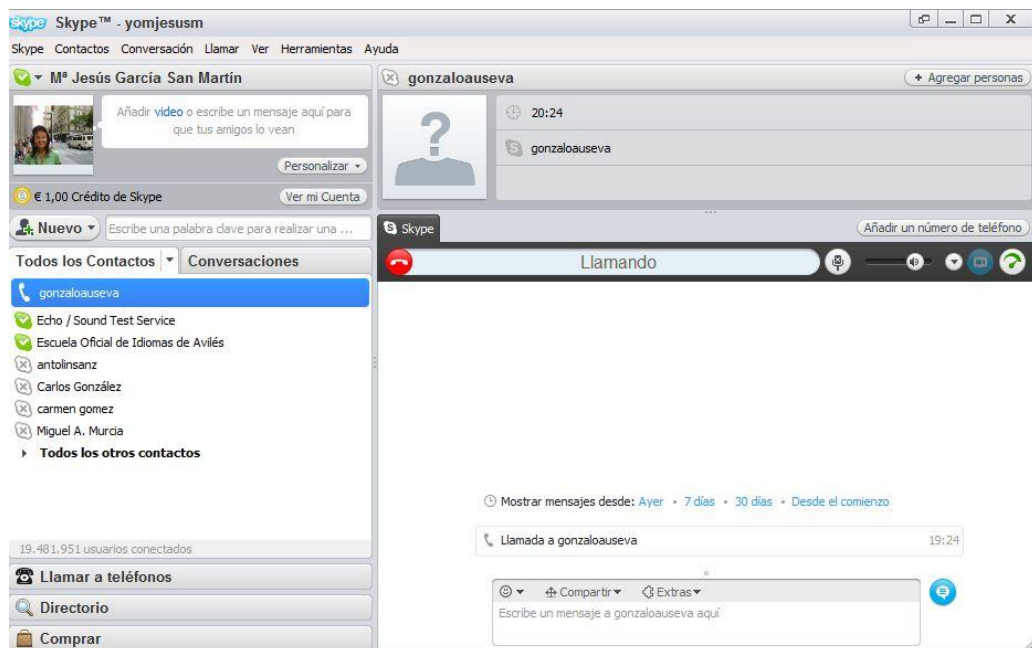 skype Skype™ - yomjesusm
Skype Contactos Conversación Llamar Ver Herramientas Ayuda
Mª Jesús García San Martín
Añadir video o escribe un mensaje aquí para
que tus amigos lo vean
Personalizar
€ 1,00 Crédito de Skype
Ver mi Cuenta
Nuevo
Escribe una palabra clave para realizar una ...
Todos los Contactos
Conversaciones
gonzaloauseva
Echo / Sound Test Service
Escuela Oficial de Idiomas de Avilés
antolinsanz
Carlos González
carmen gomez
Miguel A. Murcia
Todos los otros contactos
19.481.951 usuarios conectados
Llamar a teléfonos
Directorio
Comprar
gonzaloauseva
+ Agregar personas
20:24
gonzaloauseva
Skype
Añadir un número de teléfono
Llamando
Mostrar mensajes desde: Ayer • 7 días • 30 días • Desde el comienzo
Llamada a gonzaloauseva 19:24
Compartir Extras
Escribe un mensaje a gonzaloauseva aquí